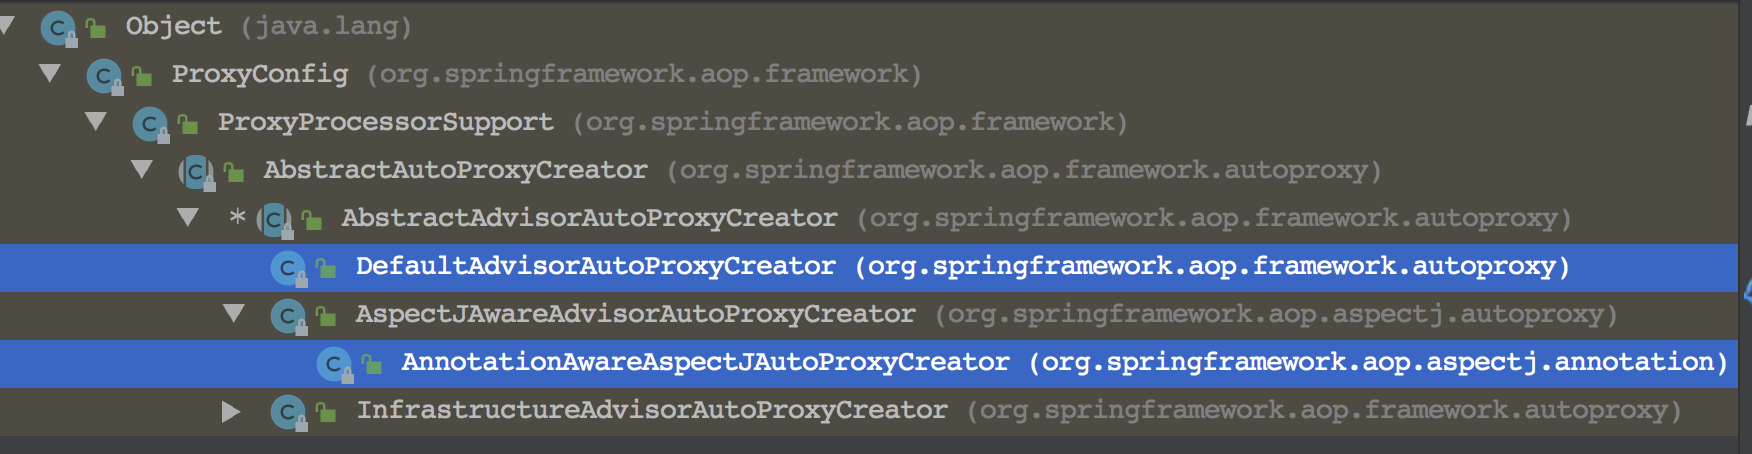 Object (java.lang)
ProxyConfig (org.springframework.aop.framework)
ProxyProcessorSupport (org.springframework.aop.framework)
AbstractAutoProxyCreator (org.springframework.aop.framework.autoproxy)
* AbstractAdvisorAutoProxyCreator (org.springframework.aop.framework.autoproxy)
DefaultAdvisorAutoProxyCreator (org.springframework.aop.framework.autoproxy)
AspectJAwareAdvisorAutoProxyCreator (org.springframework.aop.aspectj.autoproxy)
AnnotationAwareAspectJAutoProxyCreator (org.springframework.aop.aspectj.annotation)
InfrastructureAdvisorAutoProxyCreator (org.springframework.aop.framework.autoproxy)